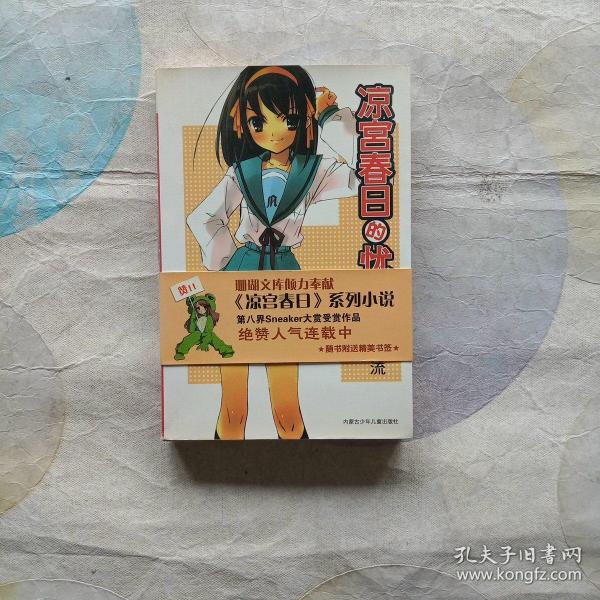 凉宫春日的忧
流
赞!!
珊瑚文库倾力奉献
《凉宫春日》系列小说
第八界Sneaker大赏受赏作品
绝赞人气连载中
★随书附送精美书签★
内蒙古少年儿童出版社
孔夫子旧书网
www.kongfz.com